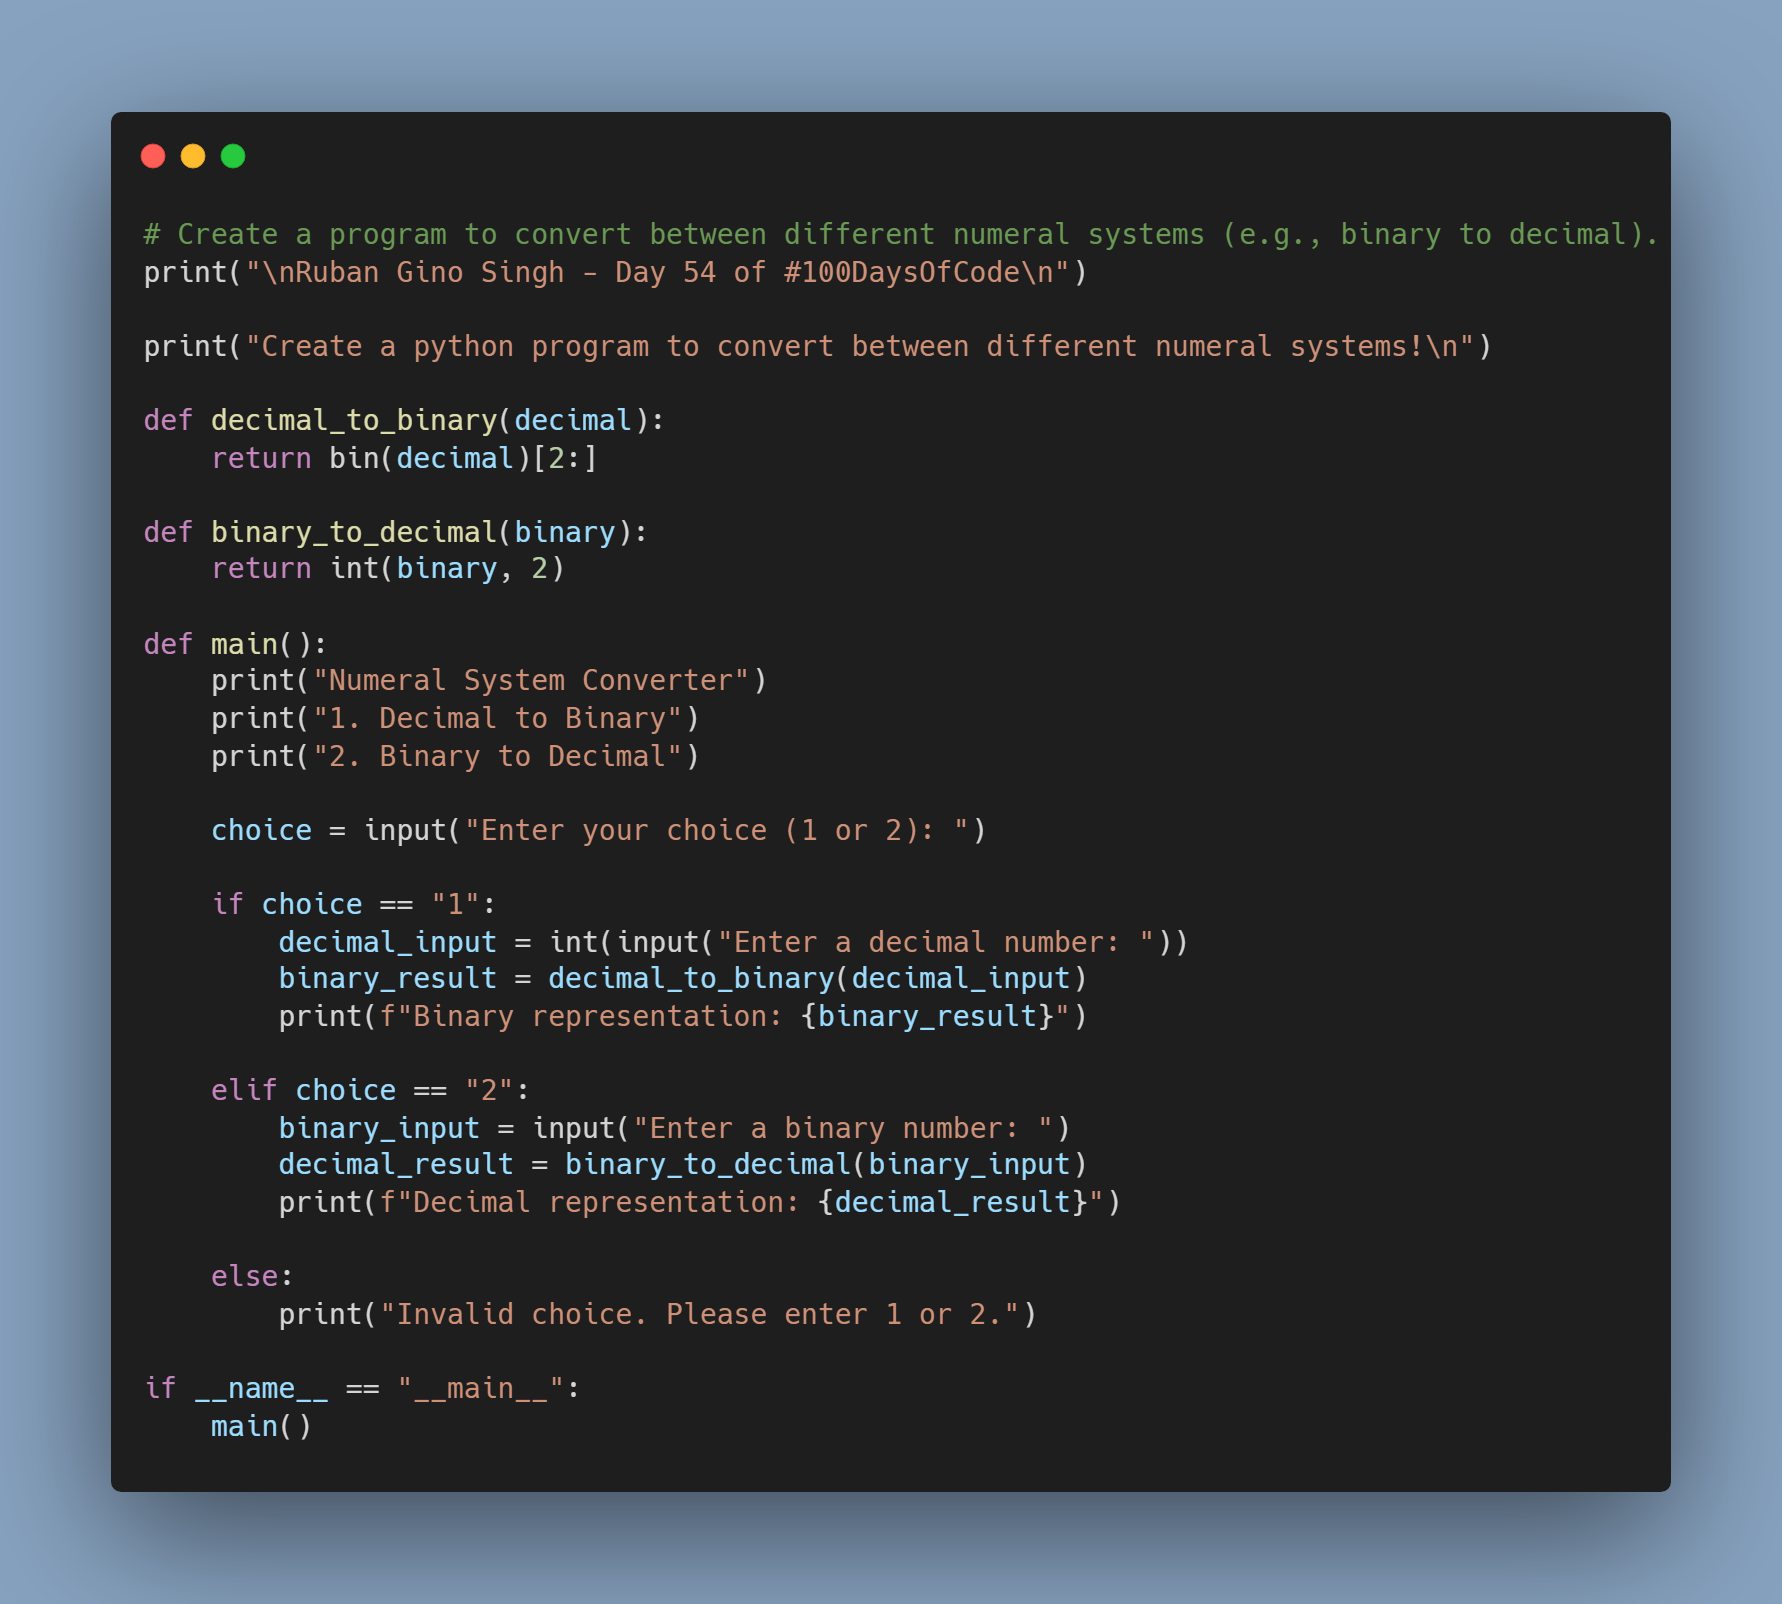 # Create a program to convert between different numeral systems (e.g., binary to decimal).
print("\nRuban Gino Singh - Day 54 of #100DaysOfCode\n")

print("Create a python program to convert between different numeral systems!\n")

def decimal_to_binary(decimal):
    return bin(decimal)[2:]

def binary_to_decimal(binary):
    return int(binary, 2)

def main():
    print("Numeral System Converter")
    print("1. Decimal to Binary")
    print("2. Binary to Decimal")

    choice = input("Enter your choice (1 or 2): ")

    if choice == "1":
        decimal_input = int(input("Enter a decimal number: "))
        binary_result = decimal_to_binary(decimal_input)
        print(f"Binary representation: {binary_result}")

    elif choice == "2":
        binary_input = input("Enter a binary number: ")
        decimal_result = binary_to_decimal(binary_input)
        print(f"Decimal representation: {decimal_result}")

    else:
        print("Invalid choice. Please enter 1 or 2.")

if __name__ == "__main__":
    main()